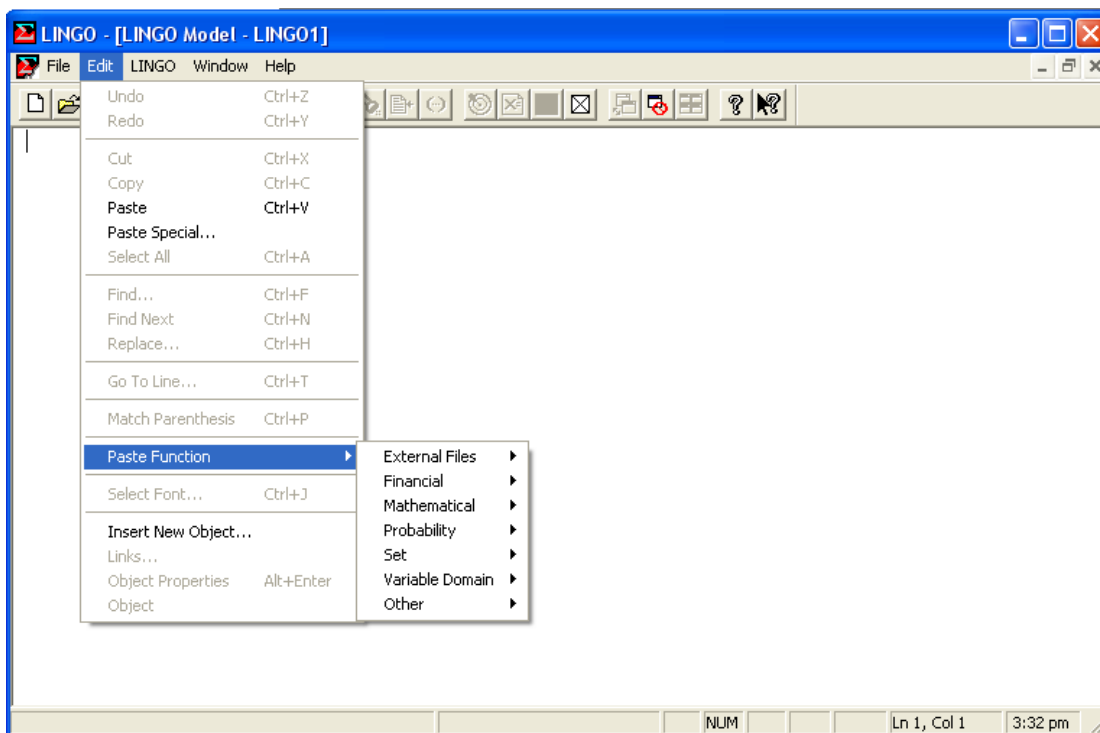 LINGO - [LINGO Model - LINGO1]
File Edit LINGO Window Help
Undo Ctrl+Z
Redo Ctrl+Y
Cut Ctrl+X
Copy Ctrl+C
Paste Ctrl+V
Paste Special...
Select All Ctrl+A
Find... Ctrl+F
Find Next Ctrl+N
Replace... Ctrl+H
Go To Line... Ctrl+T
Match Parenthesis Ctrl+P
Paste Function
External Files
Financial
Mathematical
Probability
Set
Variable Domain
Other
Select Font... Ctrl+J
Insert New Object...
Links...
Object Properties Alt+Enter
Object
NUM Ln 1, Col 1 3:32 pm